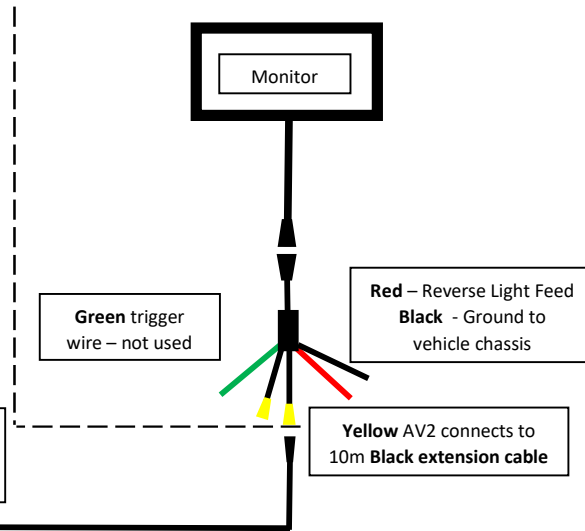 Monitor
Green trigger
wire – not used
Red – Reverse Light Feed
Black - Ground to
vehicle chassis
Yellow AV2 connects to
10m Black extension cable